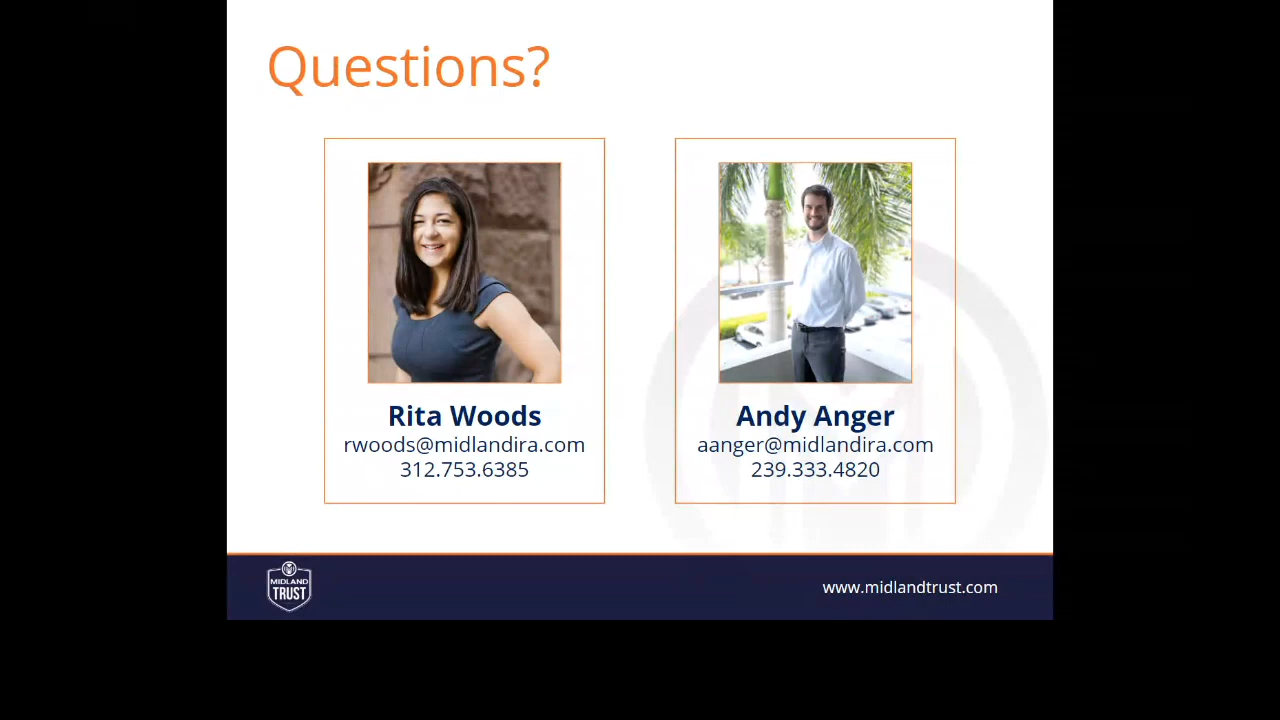 Questions?
Rita Woods
rwoods@midlandira.com
312.753.6385
Andy Anger
aanger@midlandira.com
239.333.4820
MIDLAND
TRUST
www.midlandtrust.com